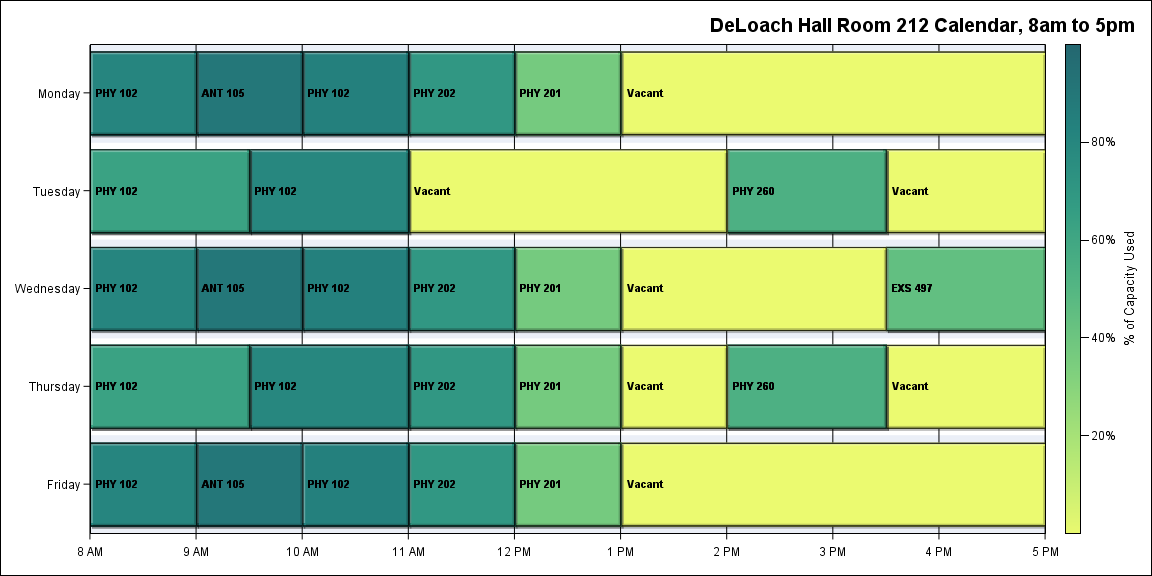 DeLoach Hall Room 212 Calendar, 8am to 5pm
Monday PHY 102 ANT 105 PHY 102 PHY 202 PHY 201 Vacant
80%
Tuesday PHY 102 PHY 102 Vacant PHY 260 Vacant
60%
% of Capacity Used
Wednesday PHY 102 ANT 105 PHY 102 PHY 202 PHY 201 Vacant EXS 497
40%
Thursday PHY 102 PHY 102 PHY 202 PHY 201 Vacant PHY 260 Vacant
20%
Friday PHY 102 ANT 105 PHY 102 PHY 202 PHY 201 Vacant
8 AM 9 AM 10 AM 11 AM 12 PM 1 PM 2 PM 3 PM 4 PM 5 PM